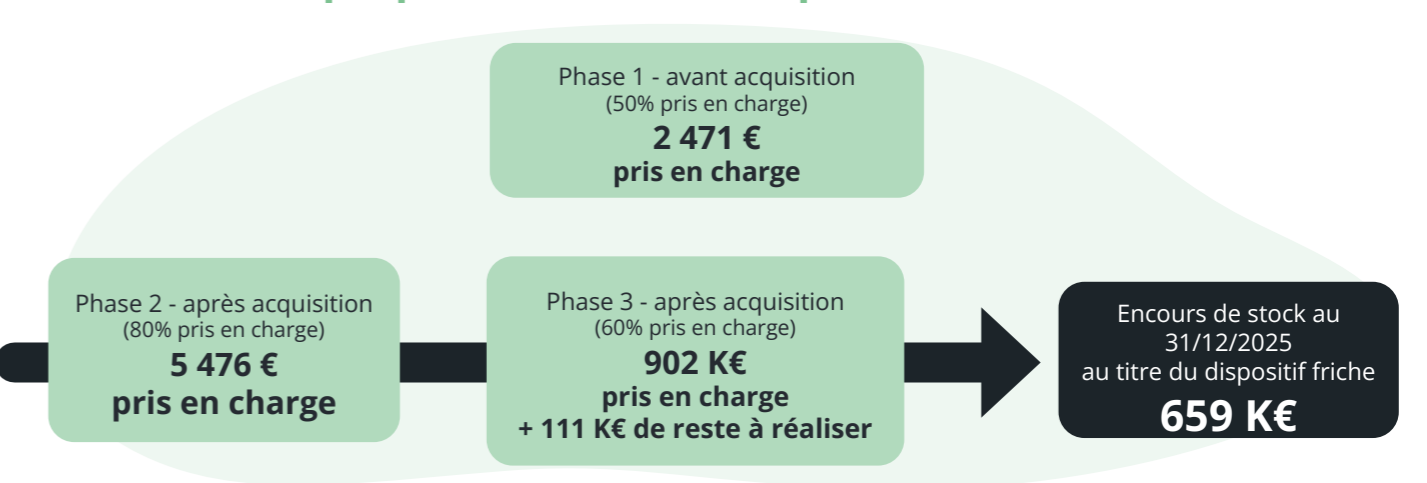 Phase 1 - avant acquisition
(50% pris en charge)
2 471 €
pris en charge
Phase 2 - après acquisition
(80% pris en charge)
5 476 €
pris en charge
Phase 3 - après acquisition
(60% pris en charge)
902 K€
pris en charge
+ 111 K€ de reste à réaliser
Encours de stock au
31/12/2025
au titre du dispositif friche
659 K€